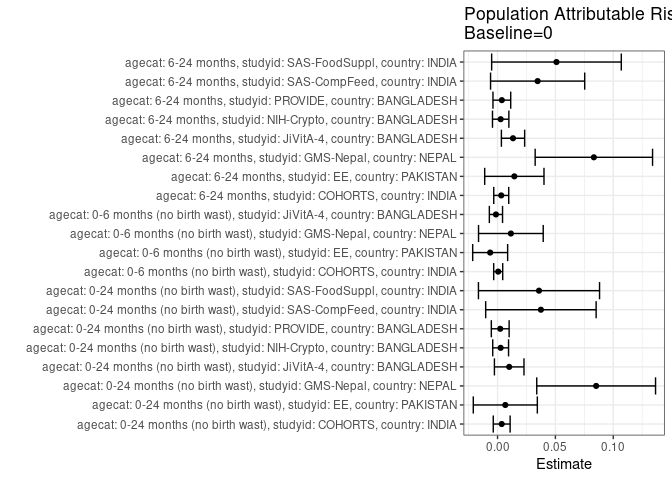 Population Attributable Ris
Baseline=0
agecat: 6-24 months, studyid: SAS-FoodSuppl, country: INDIA
agecat: 6-24 months, studyid: SAS-CompFeed, country: INDIA
agecat: 6-24 months, studyid: PROVIDE, country: BANGLADESH
agecat: 6-24 months, studyid: NIH-Crypto, country: BANGLADESH
agecat: 6-24 months, studyid: JiVitA-4, country: BANGLADESH
agecat: 6-24 months, studyid: GMS-Nepal, country: NEPAL
agecat: 6-24 months, studyid: EE, country: PAKISTAN
agecat: 6-24 months, studyid: COHORTS, country: INDIA
agecat: 0-6 months (no birth wast), studyid: JiVitA-4, country: BANGLADESH
agecat: 0-6 months (no birth wast), studyid: GMS-Nepal, country: NEPAL
agecat: 0-6 months (no birth wast), studyid: EE, country: PAKISTAN
agecat: 0-6 months (no birth wast), studyid: COHORTS, country: INDIA
agecat: 0-24 months (no birth wast), studyid: SAS-FoodSuppl, country: INDIA
agecat: 0-24 months (no birth wast), studyid: SAS-CompFeed, country: INDIA
agecat: 0-24 months (no birth wast), studyid: PROVIDE, country: BANGLADESH
agecat: 0-24 months (no birth wast), studyid: NIH-Crypto, country: BANGLADESH
agecat: 0-24 months (no birth wast), studyid: JiVitA-4, country: BANGLADESH
agecat: 0-24 months (no birth wast), studyid: GMS-Nepal, country: NEPAL
agecat: 0-24 months (no birth wast), studyid: EE, country: PAKISTAN
agecat: 0-24 months (no birth wast), studyid: COHORTS, country: INDIA
0.00 0.05 0.10
Estimate